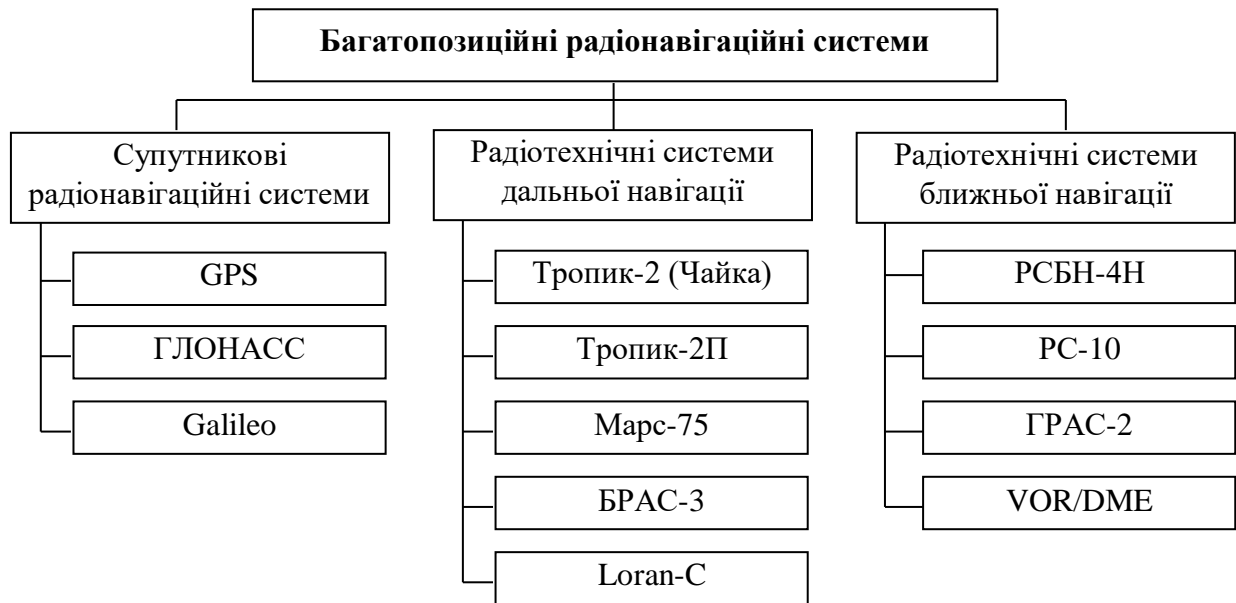 Багатопозиційні радіонавігаційні системи
Супутникові
радіонавігаційні системи
GPS
ГЛОНАСС
Galileo
Радіотехнічні системи
дальньої навігації
Тропик-2 (Чайка)
Тропик-2П
Марс-75
БРАС-3
Loran-C
Радіотехнічні системи
ближньої навігації
РСБН-4Н
РС-10
ГРАС-2
VOR/DME